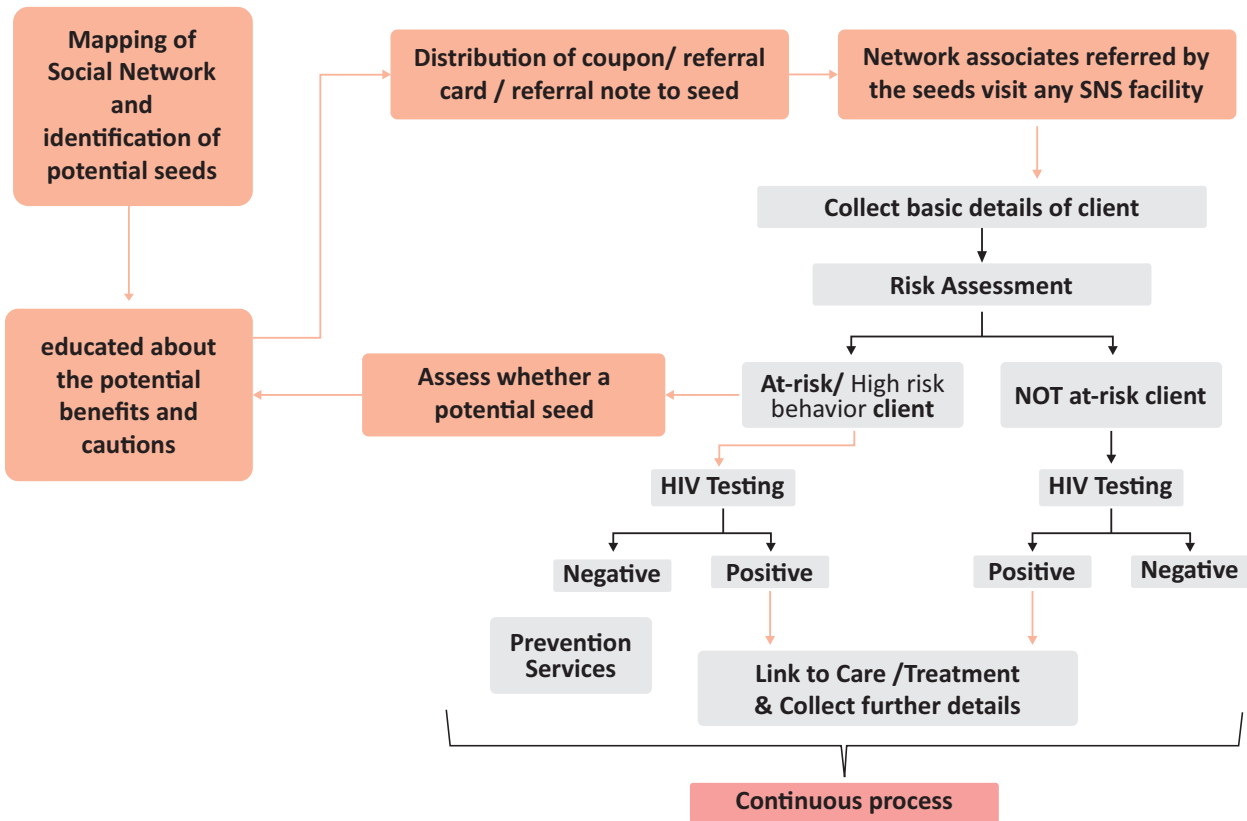 Mapping of
Social Network
and
identification of
potential seeds
Distribution of coupon/ referral
card / referral note to seed
Network associates referred by
the seeds visit any SNS facility
Collect basic details of client
Risk Assessment
educated about
the potential
benefits and
cautions
Assess whether a
potential seed
At-risk/ High risk
behavior client
NOT at-risk client
HIV Testing
HIV Testing
Negative
Positive
Positive
Negative
Prevention
Services
Link to Care /Treatment
& Collect further details
Continuous process